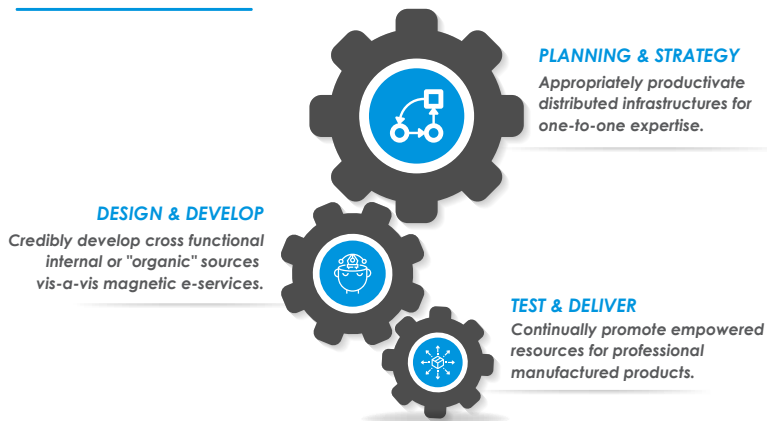 PLANNING & STRATEGY
Appropriately productivate
distributed infrastructures for
one-to-one expertise.
DESIGN & DEVELOP
Credibly develop cross functional
internal or "organic" sources
vis-a-vis magnetic e-services.
TEST & DELIVER
Continually promote empowered
resources for professional
manufactured products.